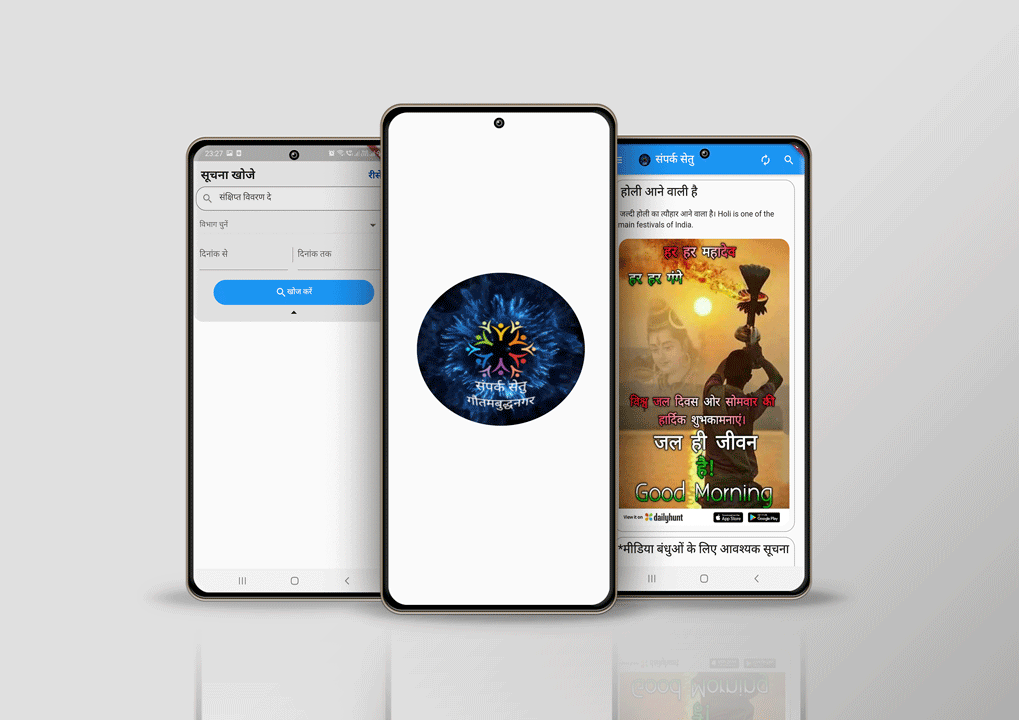 23:27
सूचना खोजे
संक्षिप्त विवरण दे
विभाग चुनें
दिनांक से
दिनांक तक
खोज करें
संपर्क सेतु
गौतमबुद्धनगर
संपर्क सेतु
होली आने वाली है
जल्दी होली का त्यौहार आने वाला है। Holi is one of the
main festivals of India.
हर हर महादेव
हर हर गंगे
विश्व जल दिवस ओर सोमवार की
हार्दिक शुभकामनाएं।
जल ही जीवन
है!
Good Morning
View it on dailyhunt
App Store
Google Play
*मीडिया बंधुओं के लिए आवश्यक सूचना